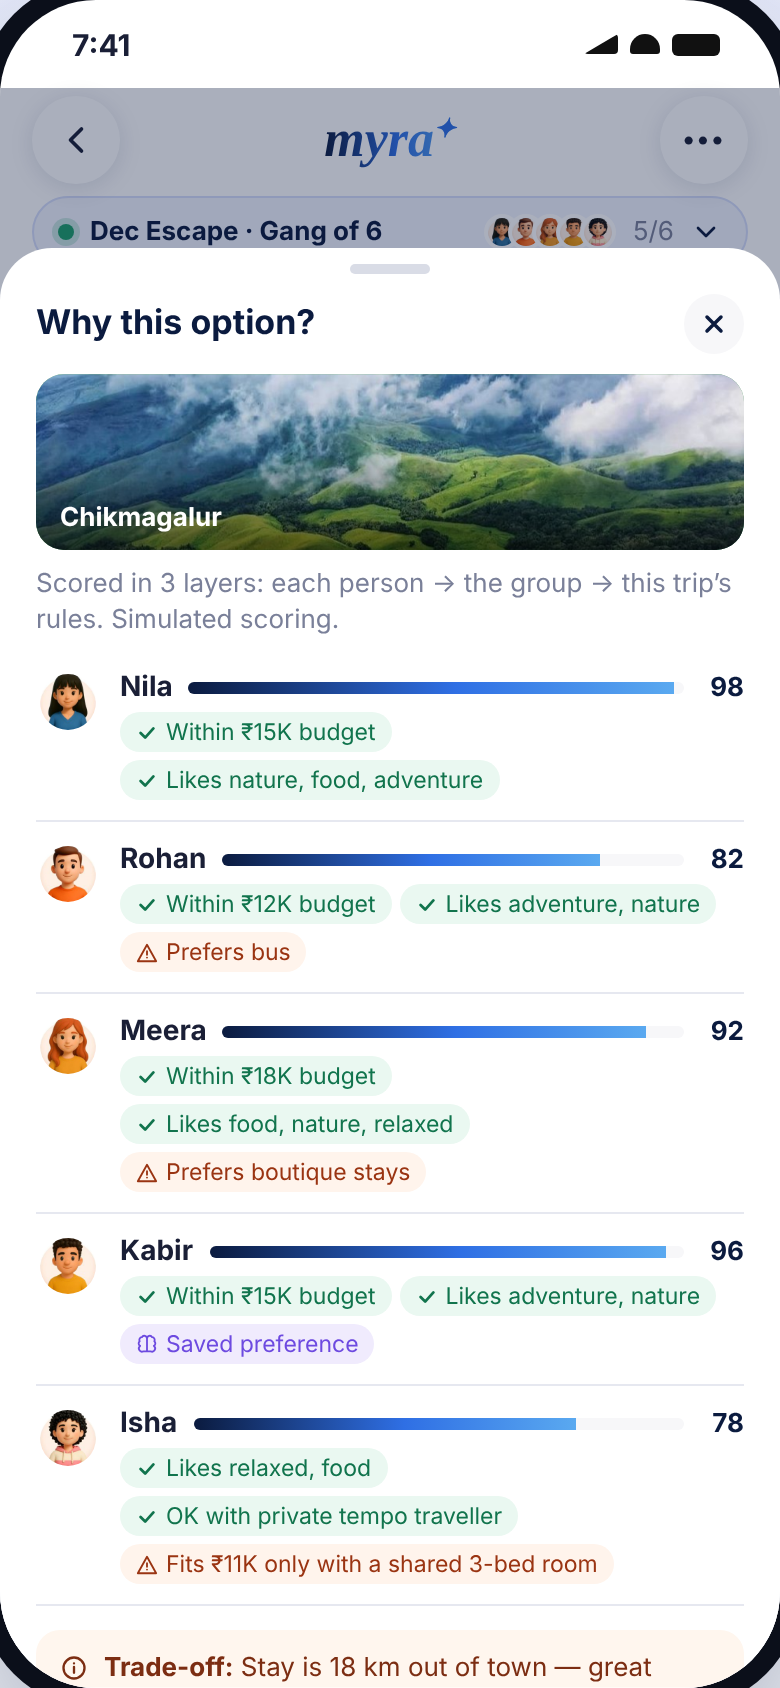 7:41
myra
Dec Escape · Gang of 6 5/6
Why this option?
Chikmagalur
Scored in 3 layers: each person → the group → this trip’s
rules. Simulated scoring.
Nila 98
Within ₹15K budget
Likes nature, food, adventure
Rohan 82
Within ₹12K budget Likes adventure, nature
Prefers bus
Meera 92
Within ₹18K budget
Likes food, nature, relaxed
Prefers boutique stays
Kabir 96
Within ₹15K budget Likes adventure, nature
Saved preference
Isha 78
Likes relaxed, food
OK with private tempo traveller
Fits ₹11K only with a shared 3-bed room
Trade-off: Stay is 18 km out of town — great